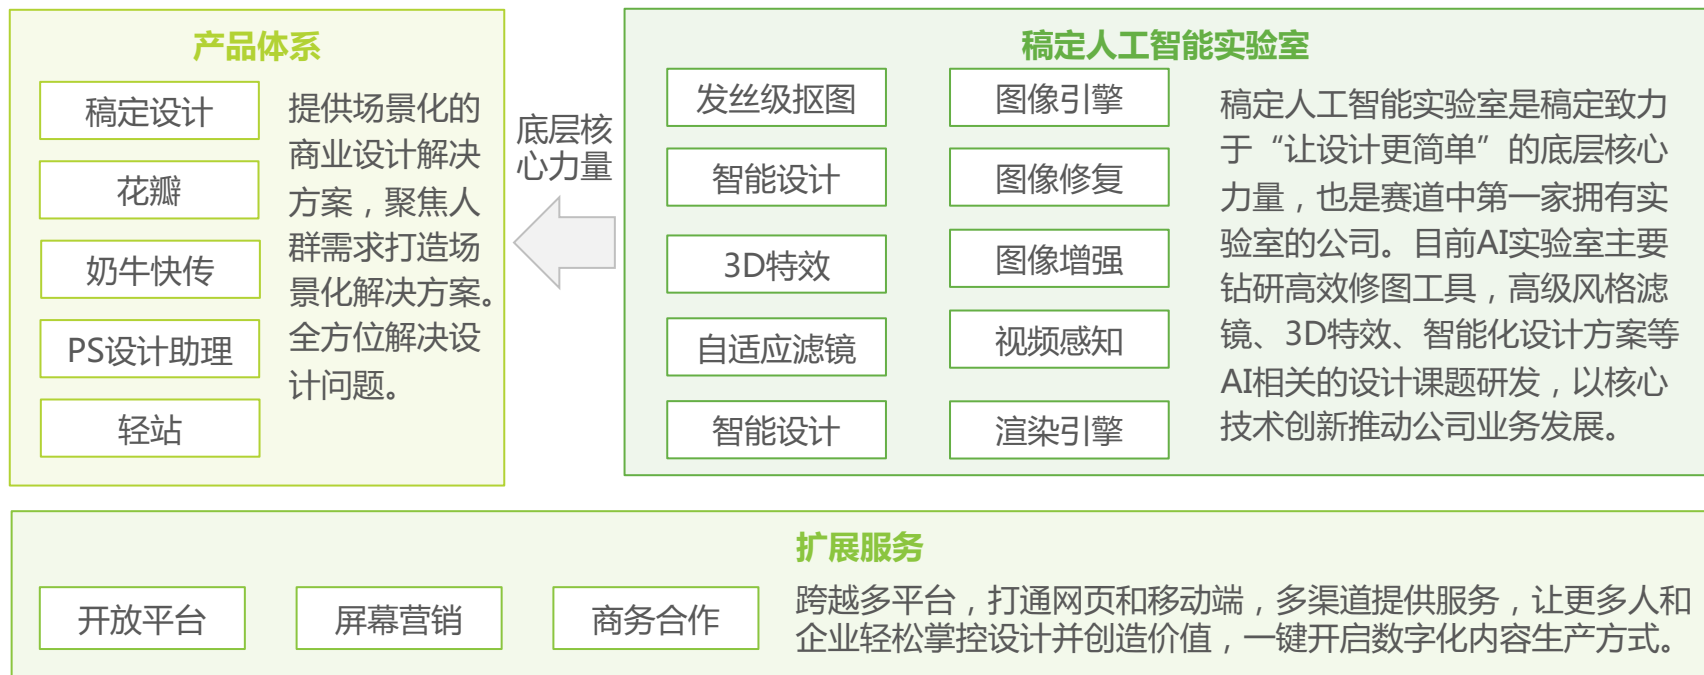 产品体系
稿定设计
花瓣
奶牛快传
PS设计助理
轻站
提供场景化的
商业设计解决
方案，聚焦人
群需求打造场
景化解决方案。
全方位解决设
计问题。
底层核
心力量
稿定人工智能实验室
发丝级抠图
智能设计
3D特效
自适应滤镜
智能设计
图像引擎
图像修复
图像增强
视频感知
渲染引擎
稿定人工智能实验室是稿定致力
于“让设计更简单”的底层核心
力量，也是赛道中第一家拥有实
验室的公司。目前AI实验室主要
钻研高效修图工具，高级风格滤
镜、3D特效、智能化设计方案等
AI相关的设计课题研发，以核心
技术创新推动公司业务发展。
扩展服务
开放平台
屏幕营销
商务合作
跨越多平台，打通网页和移动端，多渠道提供服务，让更多人和
企业轻松掌控设计并创造价值，一键开启数字化内容生产方式。